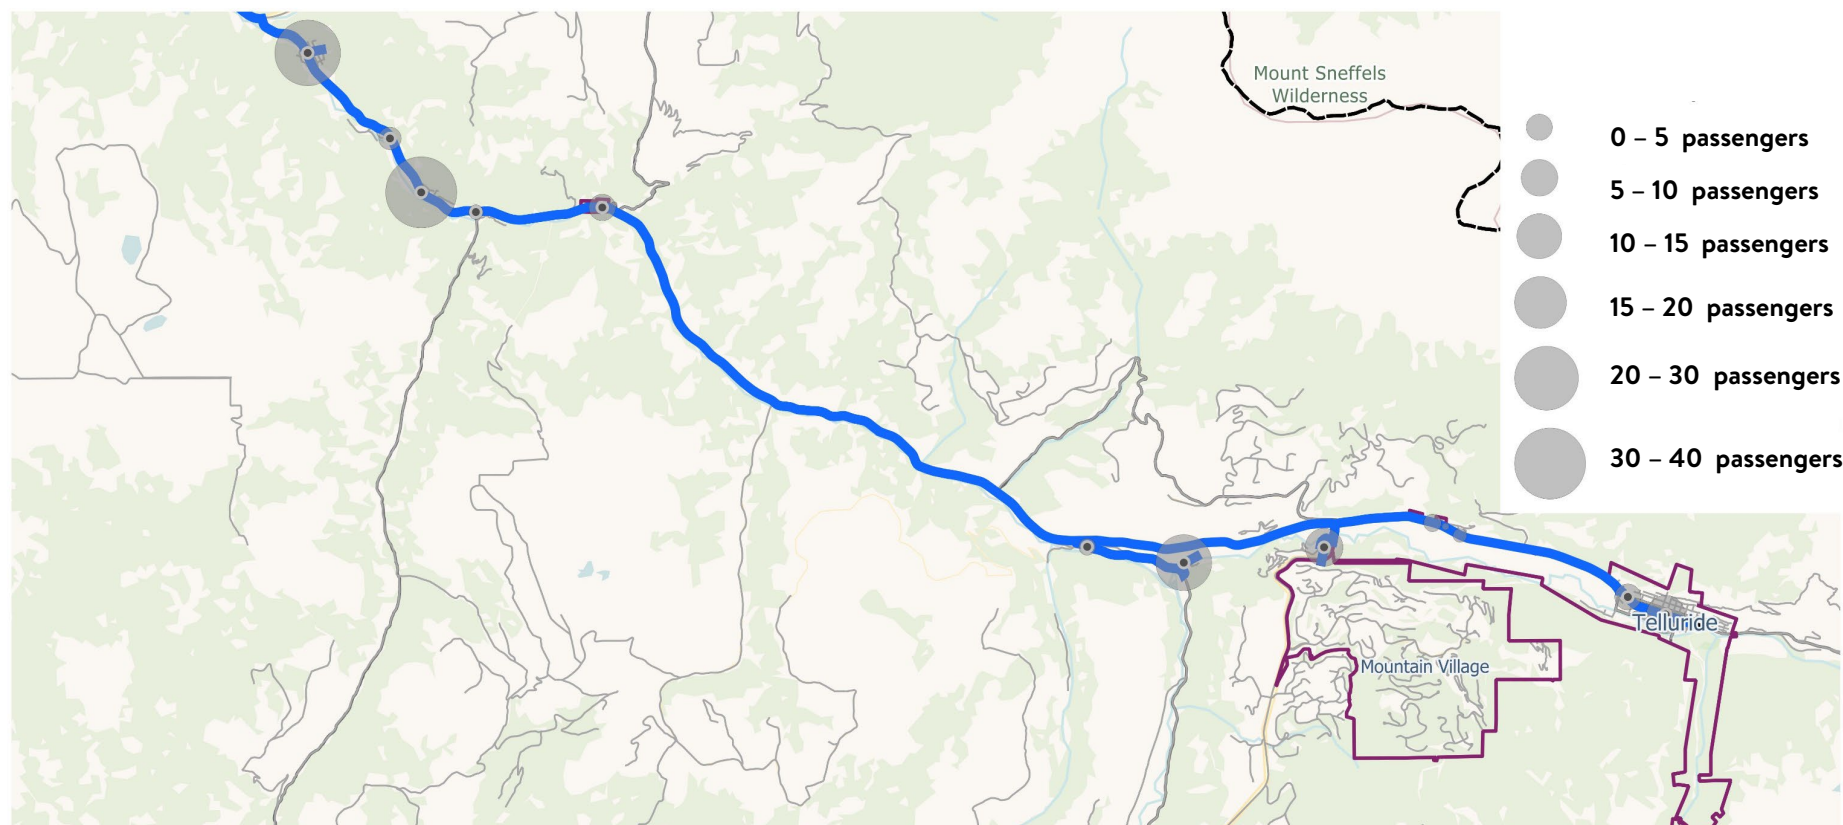 Mount Sneffels
Wilderness
0 – 5 passengers
5 – 10 passengers
10 – 15 passengers
15 – 20 passengers
20 – 30 passengers
30 – 40 passengers
Telluride
Mountain Village